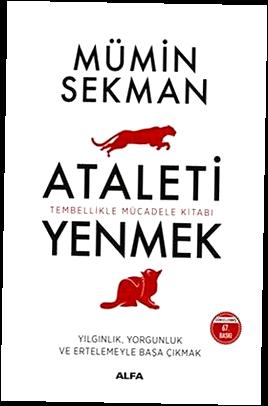 MÜMİN
SEKMAN
ATALETİ
TEMBELLİKLE MÜCADELE KİTABI
YENMEK
67.
BASKI
YILGINLIK, YORGUNLUK
VE ERTELEMEYLE BAŞA ÇIKMAK
ALFA